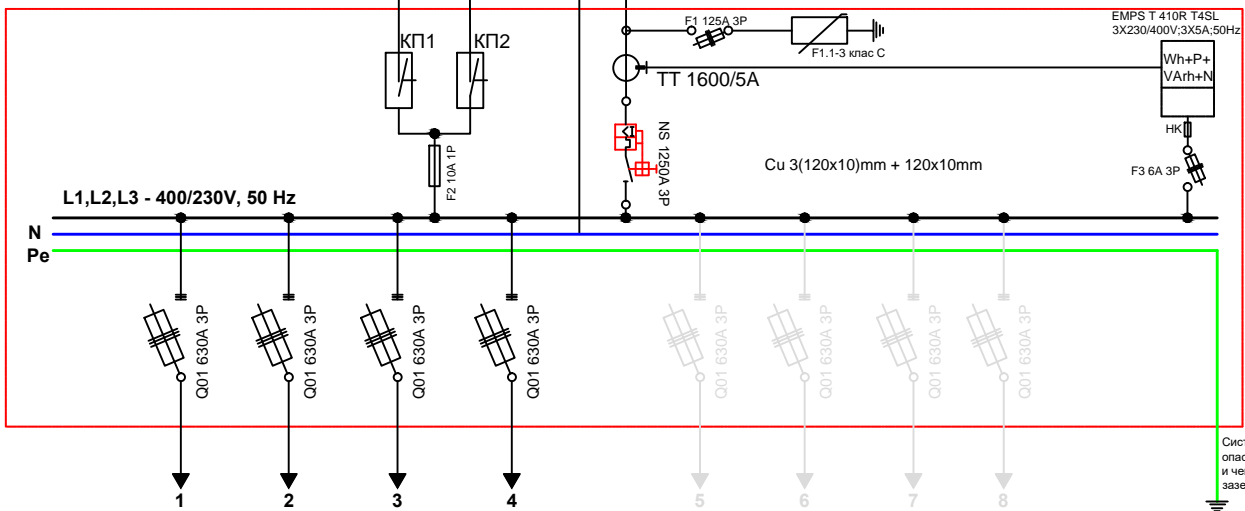 EMPS T 410R T4SL
3X230/400V;3X5A;50Hz
F1 125A 3P
КП1
КП2
F1.1-3 клас C
Wh+P+
VArh+N
TT 1600/5A
НК
NS 1250A 3P
F2 10A 1P
Cu 3(120x10)mm + 120x10mm
F3 6A 3P
L1,L2,L3 - 400/230V, 50 Hz
N
Pe
Q01 630A 3P
Q01 630A 3P
Q01 630A 3P
Q01 630A 3P
Q01 630A 3P
Q01 630A 3P
Q01 630A 3P
Q01 630A 3P
Сист
опас
и че
зазе
1
2
3
4
5
6
7
8